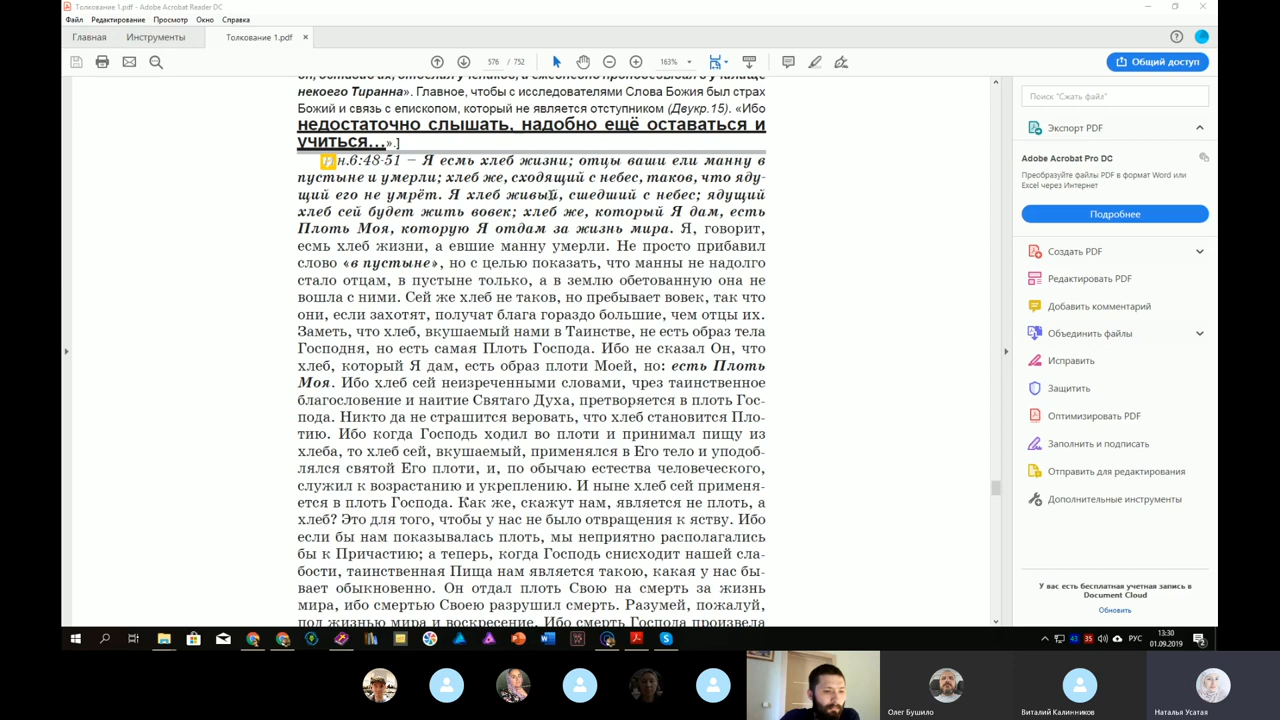 Толкование 1.pdf - Adobe Acrobat Reader DC
Файл Редактирование Просмотр Окно Справка
Главная Инструменты Толкование 1.pdf ×
576 / 752 163% Общий доступ
некоего Тиранна». Главное, чтобы с исследователями Слова Божия был страх
Божий и связь с епископом, который не является отступником (Двукр.15). «Ибо
недостаточно слышать, надобно ещё оставаться и
учиться...».]
н.6:48-51 – Я есмь хлеб жизни; отцы ваши ели манну в
пустыне и умерли; хлеб же, сходящий с небес, таков, что яду-
щий его не умрёт. Я хлеб живый, сшедший с небес; ядущий
хлеб сей будет жить вовек; хлеб же, который Я дам, есть
Плоть Моя, которую Я отдам за жизнь мира. Я, говорит,
есмь хлеб жизни, а евшие манну умерли. Не просто прибавил
слово «в пустыне», но с целью показать, что манны не надолго
стало отцам, в пустыне только, а в землю обетованную она не
вошла с ними. Сей же хлеб не таков, но пребывает вовек, так что
они, если захотят, получат блага гораздо большие, чем отцы их.
Заметь, что хлеб, вкушаемый нами в Таинстве, не есть образ тела
Господня, но есть самая Плоть Господа. Ибо не сказал Он, что
хлеб, который Я дам, есть образ плоти Моей, но: есть Плоть
Моя. Ибо хлеб сей неизреченными словами, чрез таинственное
благословение и наитие Святаго Духа, претворяется в плоть Гос-
пода. Никто да не страшится веровать, что хлеб становится Пло-
тию. Ибо когда Господь ходил во плоти и принимал пищу из
хлеба, то хлеб сей, вкушаемый, применялся в Его тело и уподоб-
лялся святой Его плоти, и, по обычаю естества человеческого,
служил к возрастанию и укреплению. И ныне хлеб сей применя-
ется в плоть Господа. Как же, скажут нам, является не плоть, а
хлеб? Это для того, чтобы у нас не было отвращения к яству. Ибо
если бы нам показывалась плоть, мы неприятно располагались
бы к Причастию; а теперь, когда Господь снисходит нашей сла-
бости, таинственная Пища нам является такою, какая у нас бы-
вает обыкновенно. Он отдал плоть Свою на смерть за жизнь
мира, ибо смертью Своею разрушил смерть. Разумей, пожалуй,
под жизнью мира и воскресение. Ибо смерть Господа произвела
Поиск "Сжать файл"
Экспорт PDF
Adobe Acrobat Pro DC
Преобразуйте файлы PDF в формат Word или
Excel через Интернет
Подробнее
Создать PDF
Редактировать PDF
Добавить комментарий
Объединить файлы
Исправить
Защитить
Оптимизировать PDF
Заполнить и подписать
Отправить для редактирования
Дополнительные инструменты
У вас есть бесплатная учетная запись в
Document Cloud
Обновить
43 35 РУС 13:30
01.09.2019 2
Олег Бушило Виталий Калинников Наталья Усатая